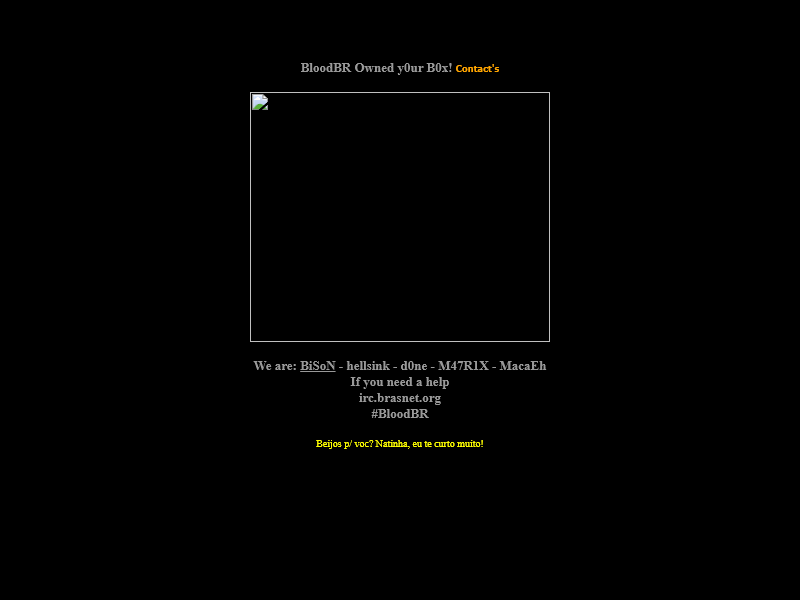 BloodBR Owned y0ur B0x! Contact's
We are: BiSoN - hellsink - d0ne - M47R1X - MacaEh
If you need a help
irc.brasnet.org
#BloodBR
Beijos p/ voc? Natinha, eu te curto muito!